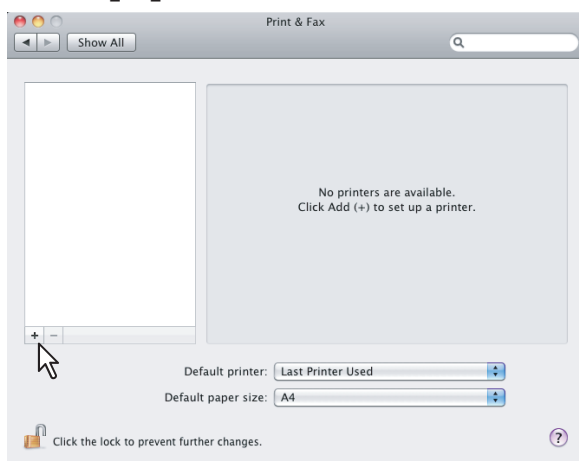 Print & Fax
Show All
No printers are available.
Click Add (+) to set up a printer.
+ −
Default printer: Last Printer Used
Default paper size: A4
Click the lock to prevent further changes.
?